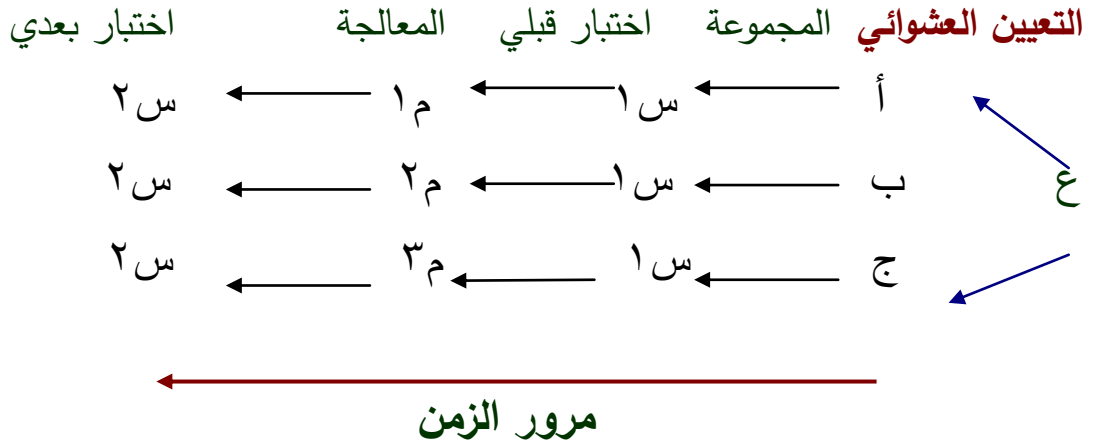 التعيين العشوائي المجموعة اختبار قبلي المعالجة اختبار بعدي
أ س١ م١ س٢
ع ب س١ م٢ س٢
ج س١ م٣ س٢
مرور الزمن